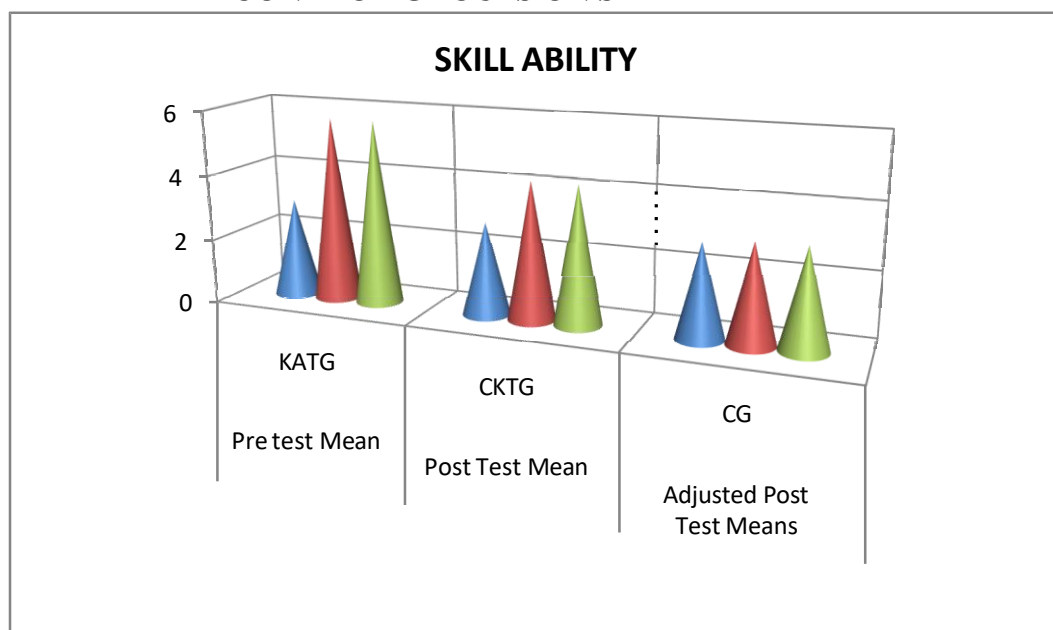 SKILL ABILITY
6
4
2
0
KATG
CKTG
CG
Pre test Mean
Post Test Mean
Adjusted Post
Test Means